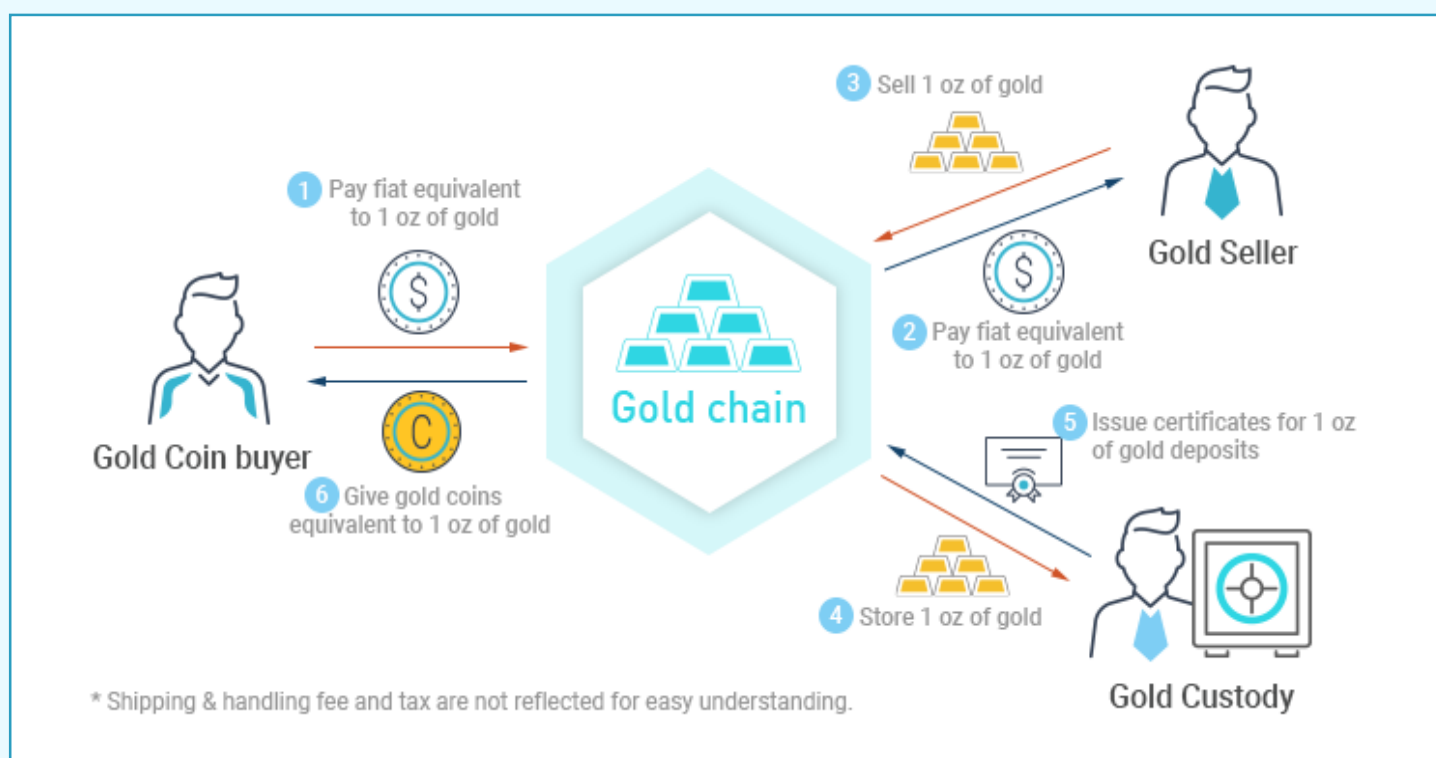 3 Sell 1 oz of gold
1 Pay fiat equivalent
to 1 oz of gold
$
Gold Seller
$
2 Pay fiat equivalent
to 1 oz of gold
Gold chain
C
Gold Coin buyer
6 Give gold coins
equivalent to 1 oz of gold
5 Issue certificates for 1 oz
of gold deposits
4 Store 1 oz of gold
Gold Custody
* Shipping & handling fee and tax are not reflected for easy understanding.